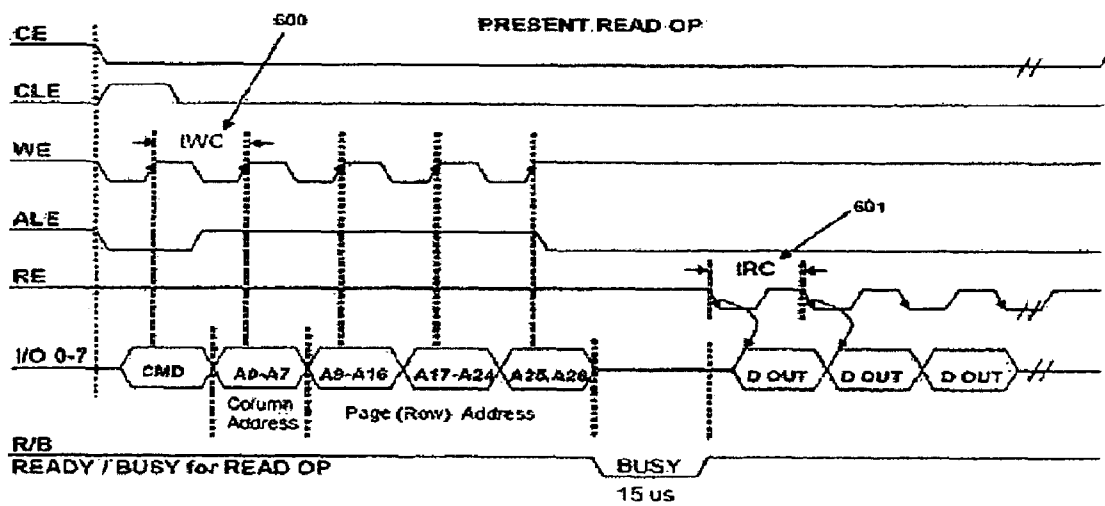 600
PRESENT READ OP
CE
CLE
WE
tWC
ALE
601
RE
tRC
I/O 0-7
CMD A0-A7 A9-A16 A17-A24 A25,A26 D OUT D OUT D OUT
Column
Address
Page (Row) Address
R/B
READY / BUSY for READ OP
BUSY
15 us